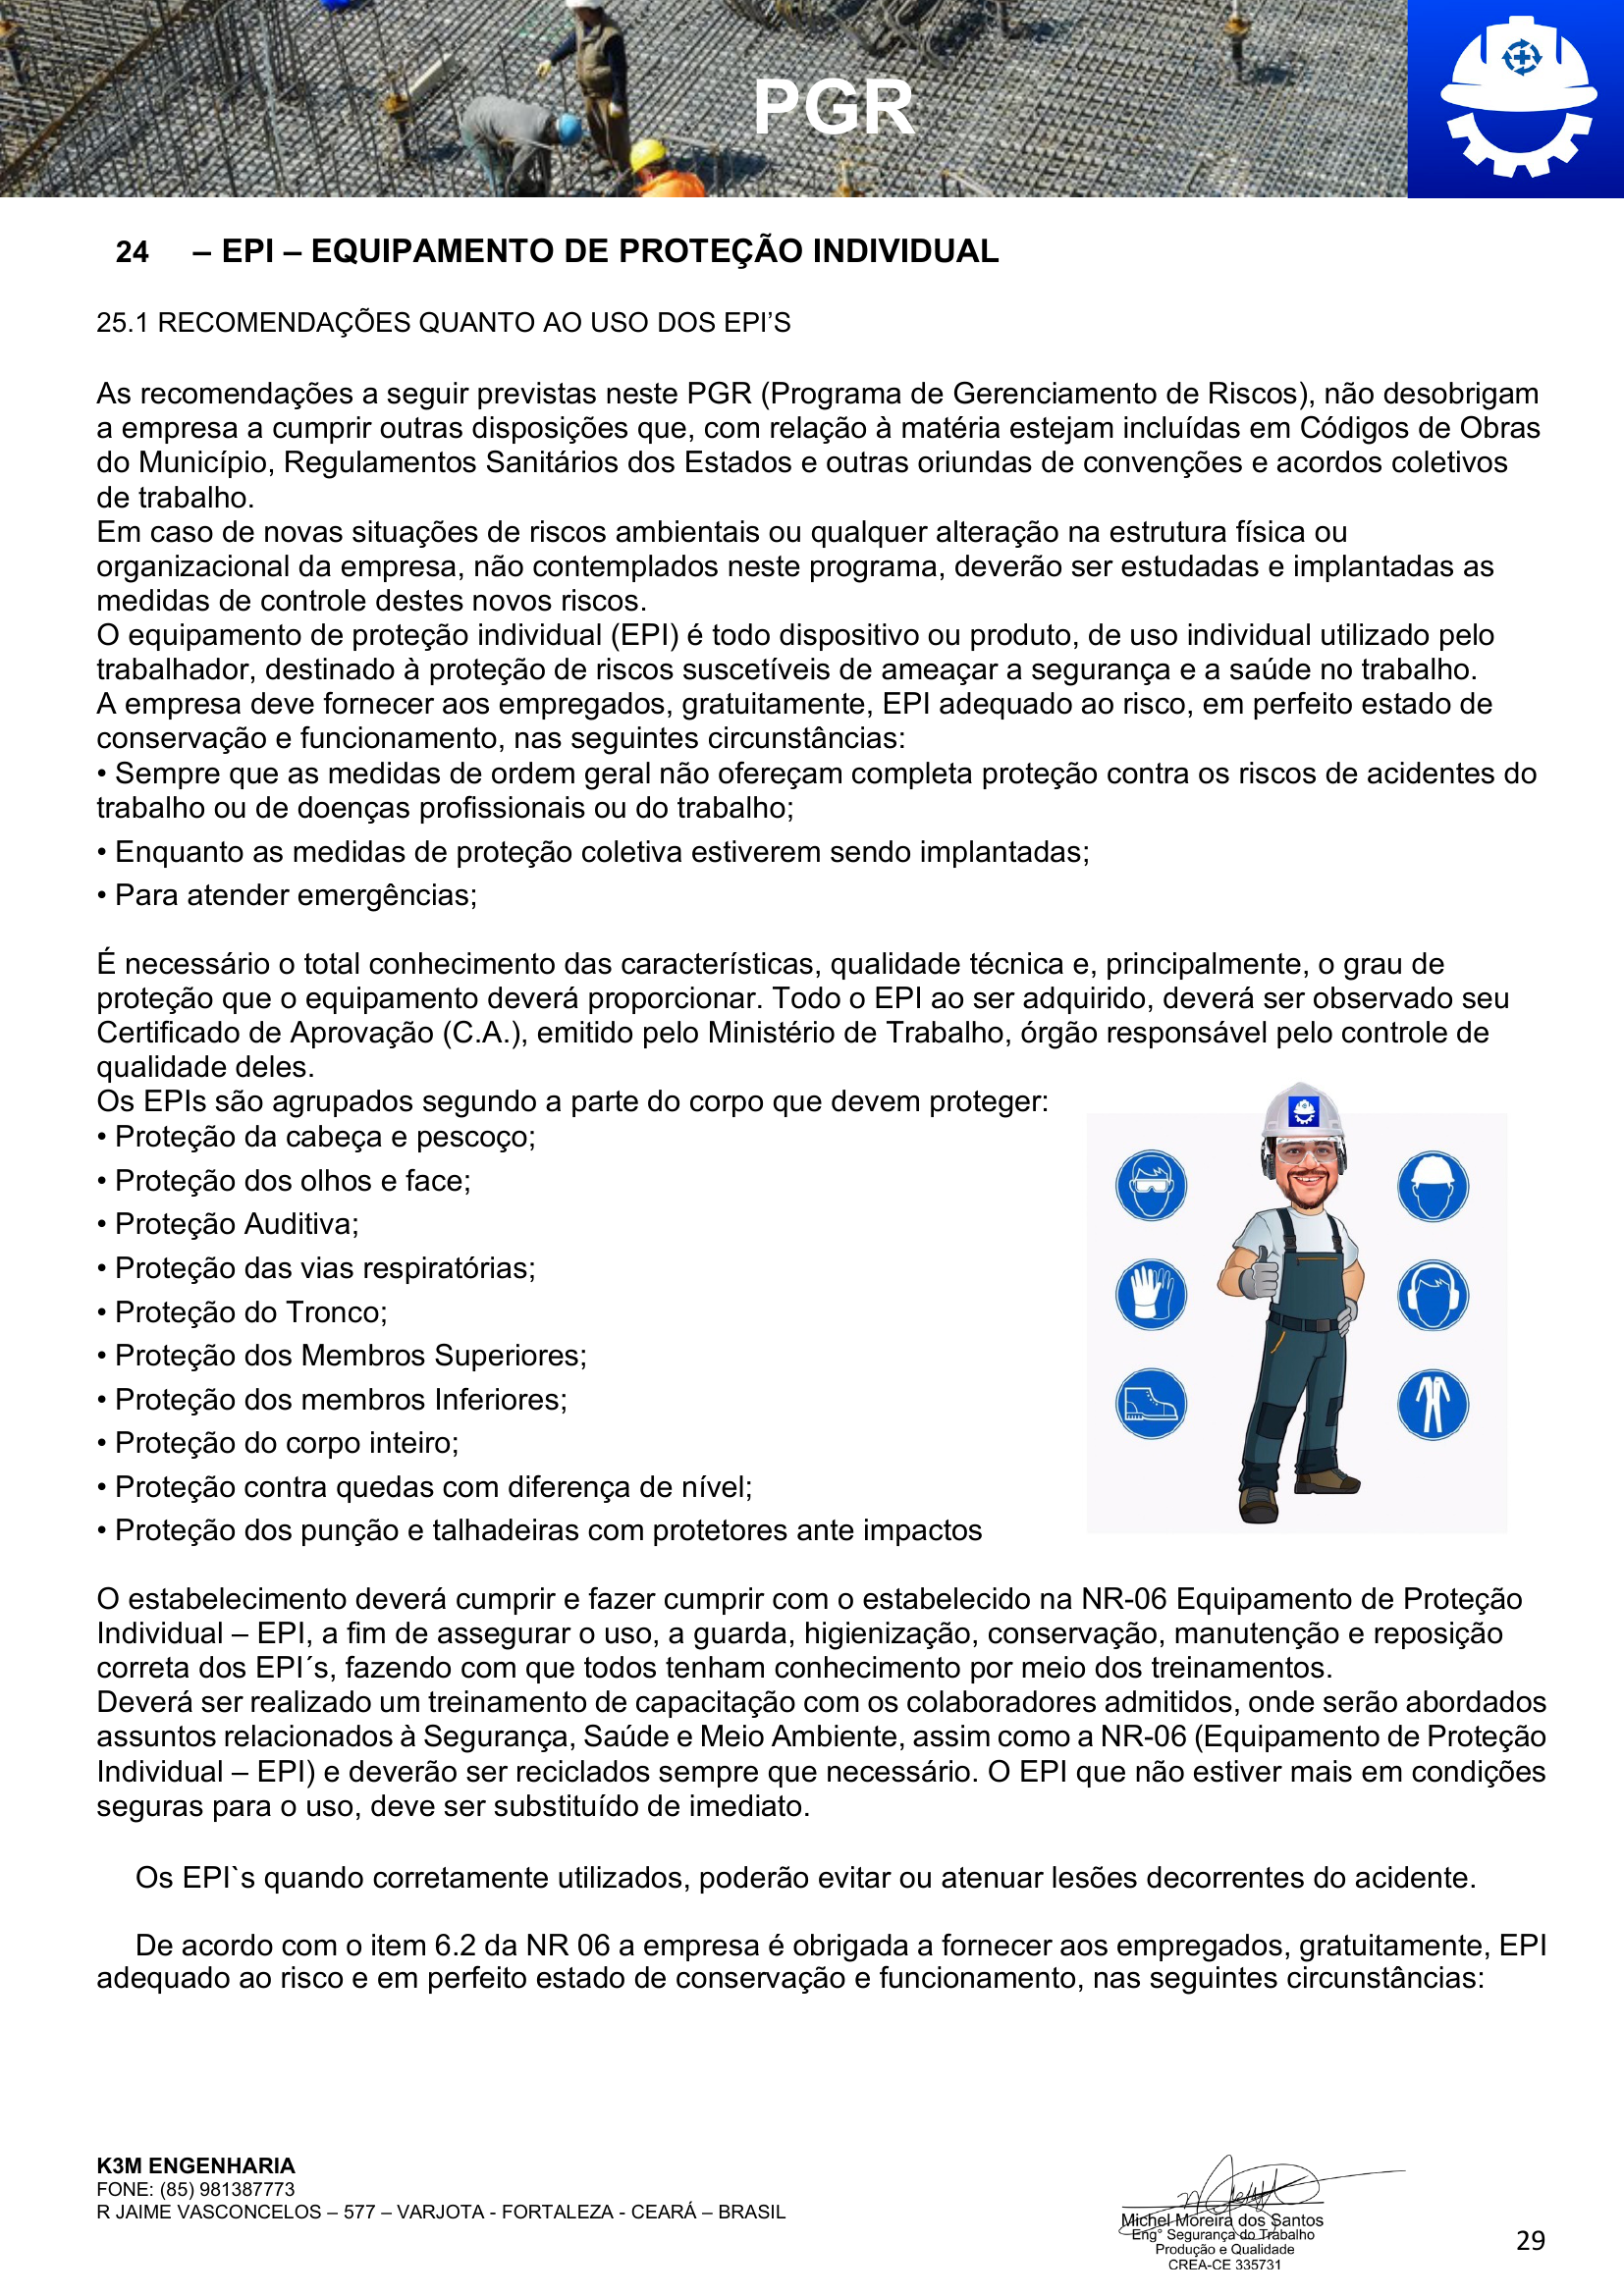 PGR
24 – EPI – EQUIPAMENTO DE PROTEÇÃO INDIVIDUAL
25.1 RECOMENDAÇÕES QUANTO AO USO DOS EPI’S
As recomendações a seguir previstas neste PGR (Programa de Gerenciamento de Riscos), não desobrigam
a empresa a cumprir outras disposições que, com relação à matéria estejam incluídas em Códigos de Obras
do Município, Regulamentos Sanitários dos Estados e outras oriundas de convenções e acordos coletivos
de trabalho.
Em caso de novas situações de riscos ambientais ou qualquer alteração na estrutura física ou
organizacional da empresa, não contemplados neste programa, deverão ser estudadas e implantadas as
medidas de controle destes novos riscos.
O equipamento de proteção individual (EPI) é todo dispositivo ou produto, de uso individual utilizado pelo
trabalhador, destinado à proteção de riscos suscetíveis de ameaçar a segurança e a saúde no trabalho.
A empresa deve fornecer aos empregados, gratuitamente, EPI adequado ao risco, em perfeito estado de
conservação e funcionamento, nas seguintes circunstâncias:
• Sempre que as medidas de ordem geral não ofereçam completa proteção contra os riscos de acidentes do
trabalho ou de doenças profissionais ou do trabalho;
• Enquanto as medidas de proteção coletiva estiverem sendo implantadas;
• Para atender emergências;
É necessário o total conhecimento das características, qualidade técnica e, principalmente, o grau de
proteção que o equipamento deverá proporcionar. Todo o EPI ao ser adquirido, deverá ser observado seu
Certificado de Aprovação (C.A.), emitido pelo Ministério de Trabalho, órgão responsável pelo controle de
qualidade deles.
Os EPIs são agrupados segundo a parte do corpo que devem proteger:
• Proteção da cabeça e pescoço;
• Proteção dos olhos e face;
• Proteção Auditiva;
• Proteção das vias respiratórias;
• Proteção do Tronco;
• Proteção dos Membros Superiores;
• Proteção dos membros Inferiores;
• Proteção do corpo inteiro;
• Proteção contra quedas com diferença de nível;
• Proteção dos punção e talhadeiras com protetores ante impactos
O estabelecimento deverá cumprir e fazer cumprir com o estabelecido na NR-06 Equipamento de Proteção
Individual – EPI, a fim de assegurar o uso, a guarda, higienização, conservação, manutenção e reposição
correta dos EPI´s, fazendo com que todos tenham conhecimento por meio dos treinamentos.
Deverá ser realizado um treinamento de capacitação com os colaboradores admitidos, onde serão abordados
assuntos relacionados à Segurança, Saúde e Meio Ambiente, assim como a NR-06 (Equipamento de Proteção
Individual – EPI) e deverão ser reciclados sempre que necessário. O EPI que não estiver mais em condições
seguras para o uso, deve ser substituído de imediato.
Os EPI`s quando corretamente utilizados, poderão evitar ou atenuar lesões decorrentes do acidente.
De acordo com o item 6.2 da NR 06 a empresa é obrigada a fornecer aos empregados, gratuitamente, EPI
adequado ao risco e em perfeito estado de conservação e funcionamento, nas seguintes circunstâncias:
K3M ENGENHARIA
FONE: (85) 981387773
R JAIME VASCONCELOS – 577 – VARJOTA - FORTALEZA - CEARÁ – BRASIL
Michel Moreira dos Santos
Eng° Segurança do Trabalho
Produção e Qualidade
CREA-CE 335731
29